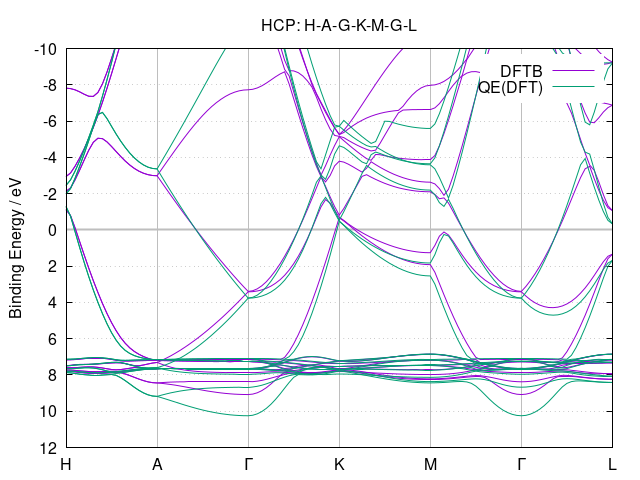 HCP: H-A-G-K-M-G-L
DFTB
QE(DFT)
Binding Energy / eV
-10
-8
-6
-4
-2
0
2
4
6
8
10
12
H A Γ K M Γ L